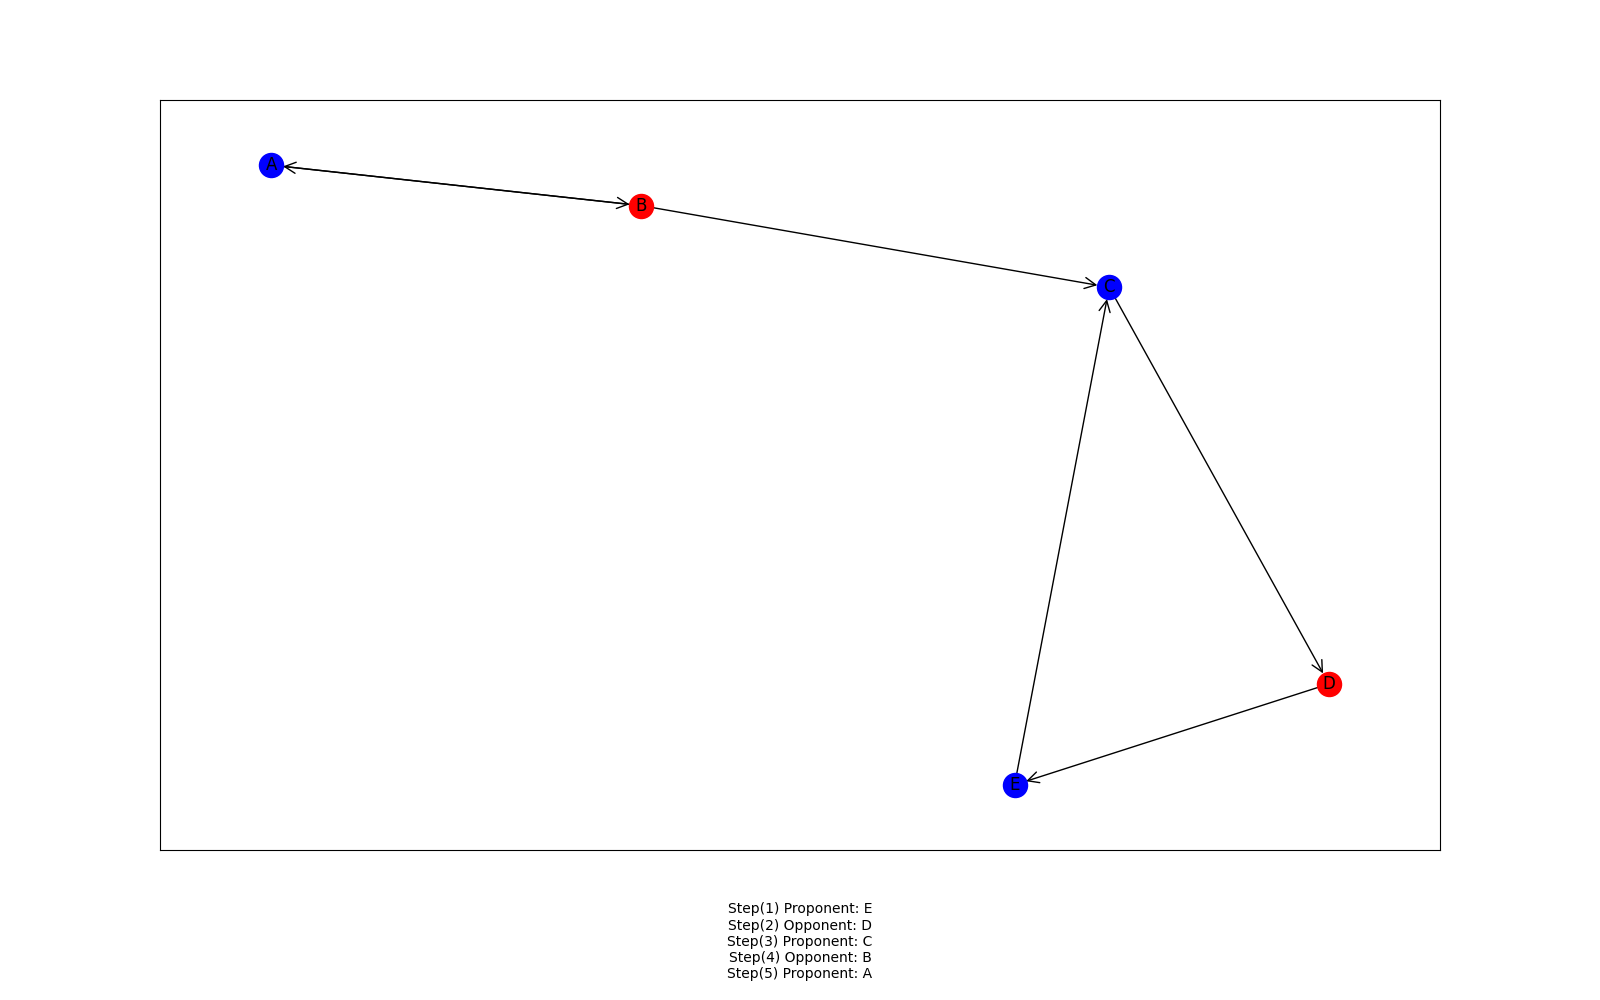 A
B
C
D
E
Step(1) Proponent: E
Step(2) Opponent: D
Step(3) Proponent: C
Step(4) Opponent: B
Step(5) Proponent: A